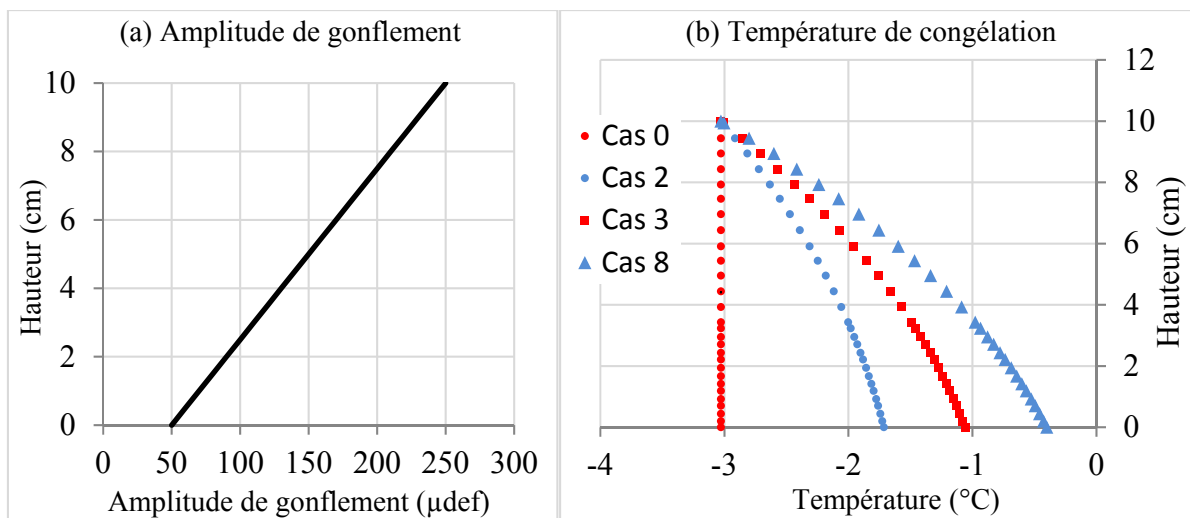 (a) Amplitude de gonflement
10
8
6
4
2
0
Hauteur (cm)
0 50 100 150 200 250 300
Amplitude de gonflement (µdef)
(b) Température de congélation
Cas 0
Cas 2
Cas 3
Cas 8
12
10
8
6
4
2
0
Hauteur (cm)
-4 -3 -2 -1 0
Température (°C)